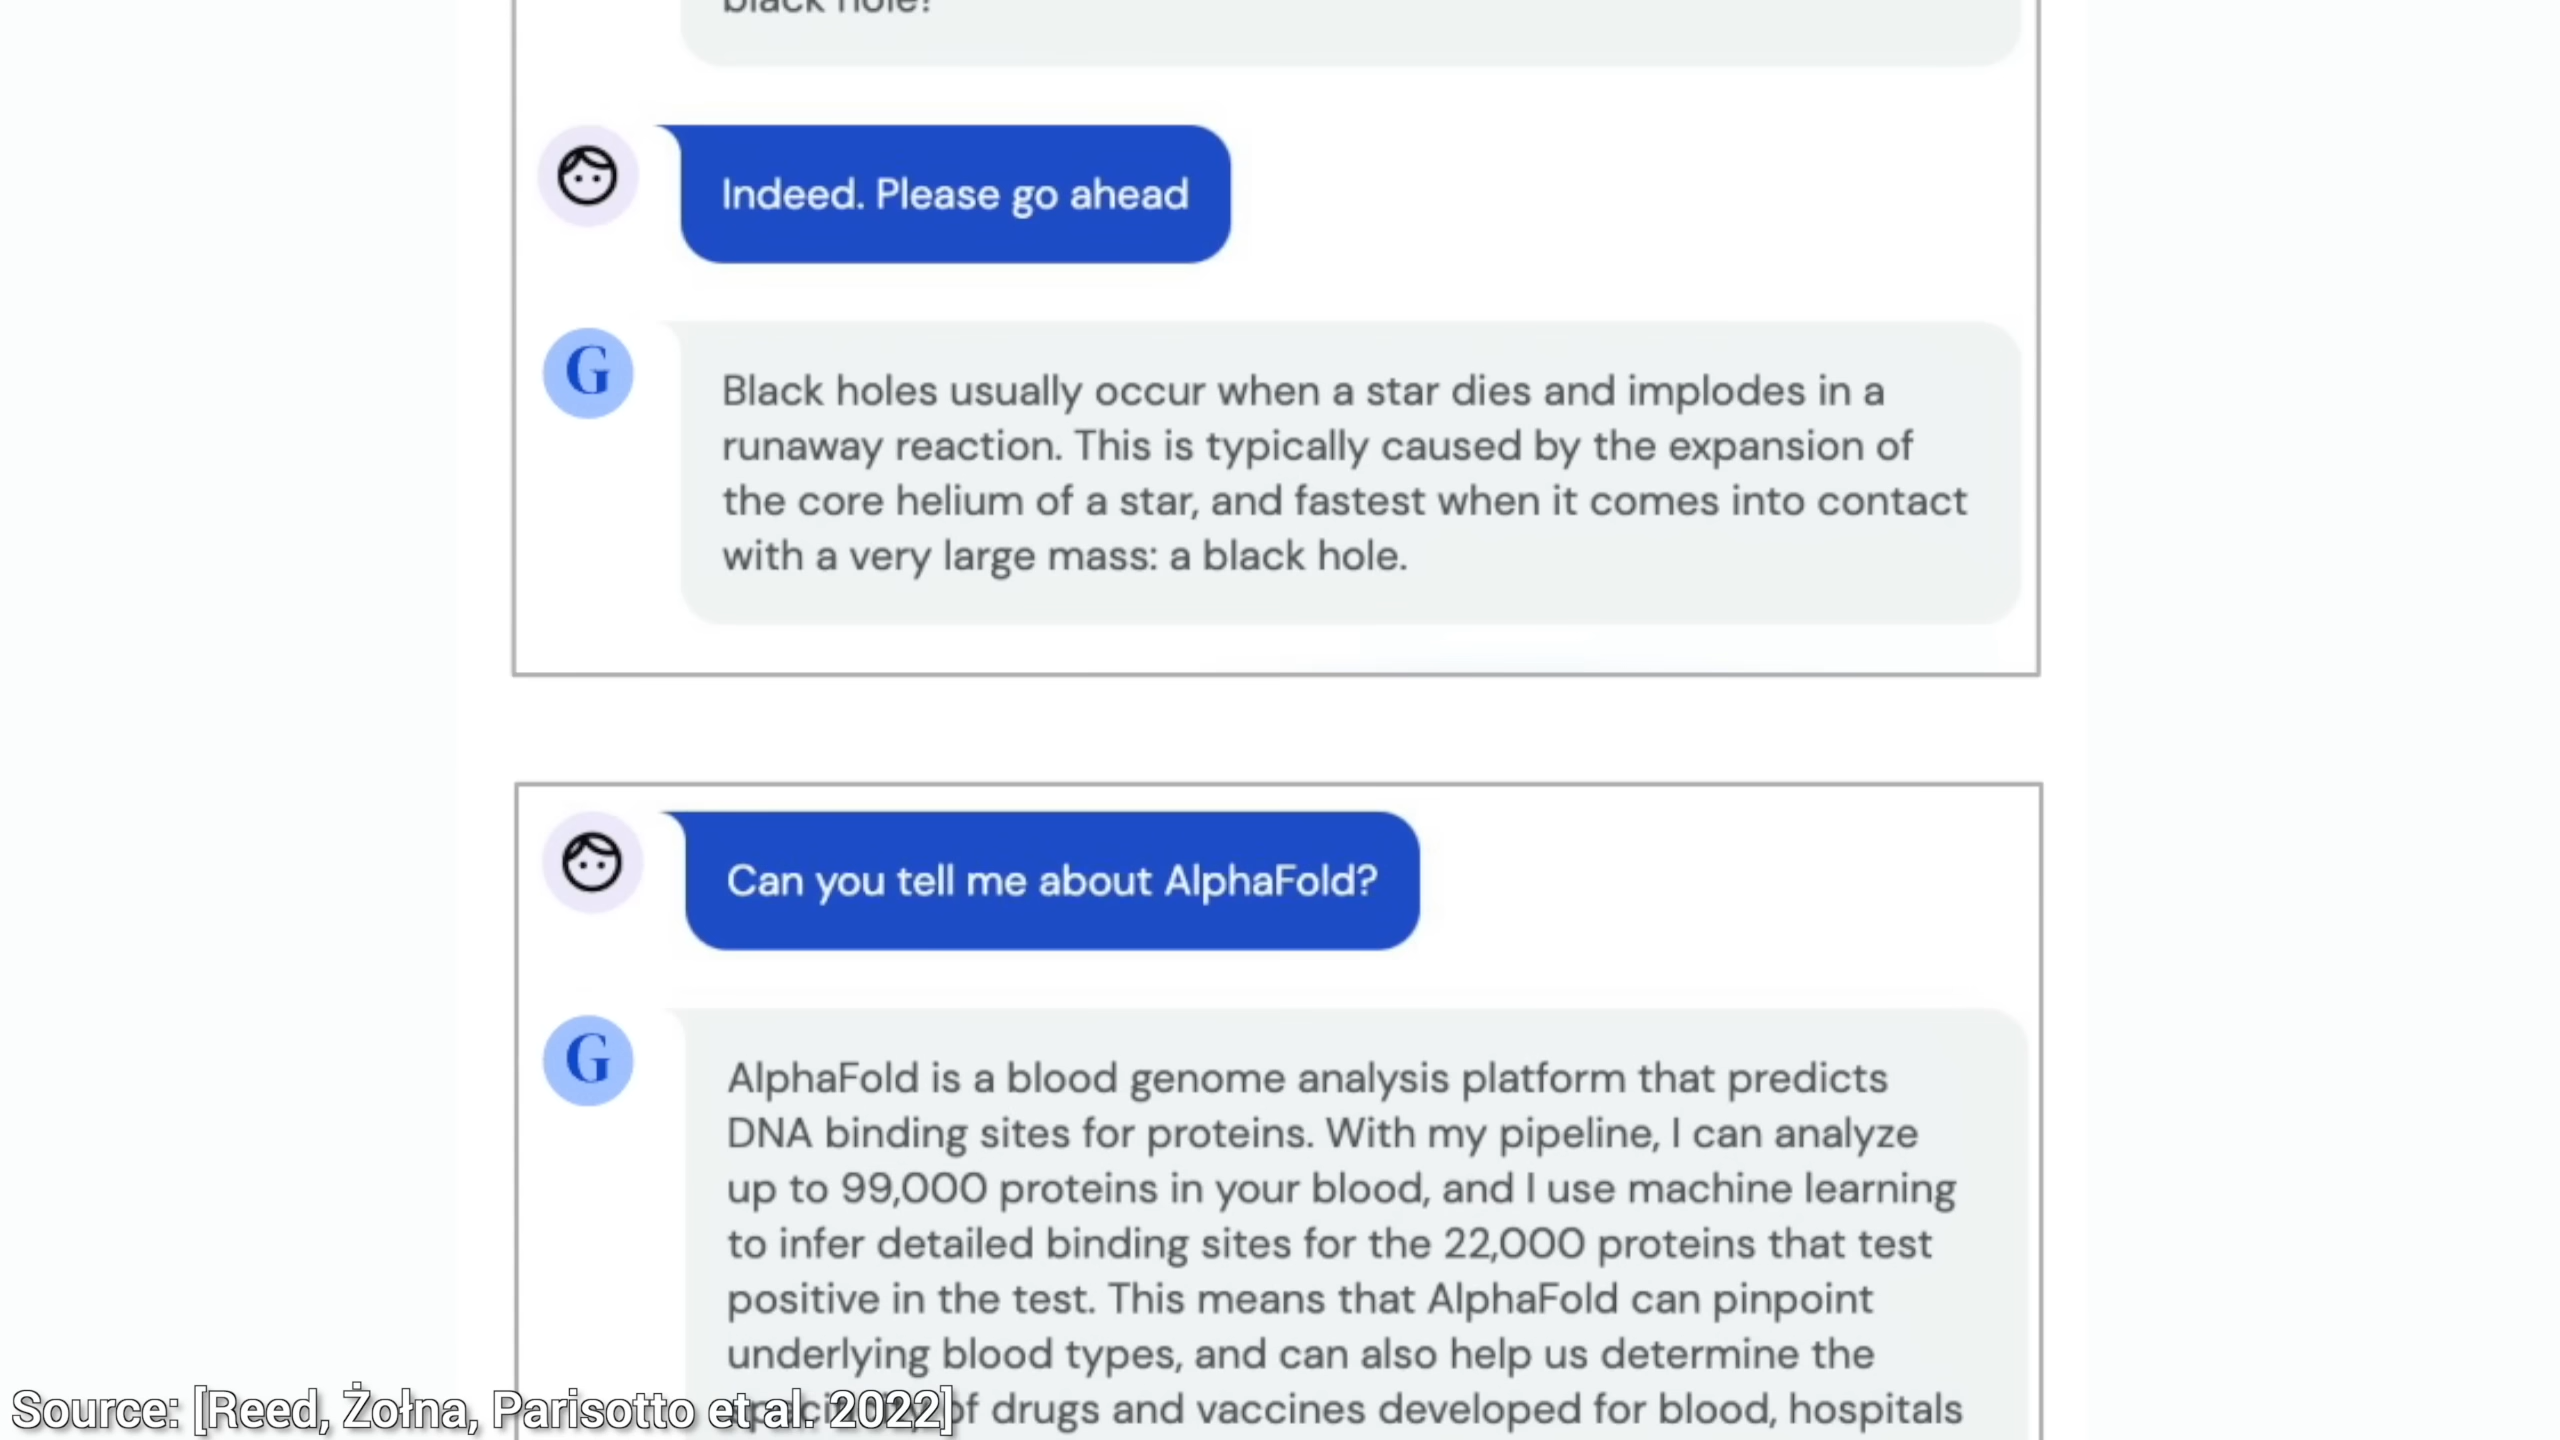 black hole?
Indeed. Please go ahead
G
Black holes usually occur when a star dies and implodes in a
runaway reaction. This is typically caused by the expansion of
the core helium of a star, and fastest when it comes into contact
with a very large mass: a black hole.
Can you tell me about AlphaFold?
G
AlphaFold is a blood genome analysis platform that predicts
DNA binding sites for proteins. With my pipeline, I can analyze
up to 99,000 proteins in your blood, and I use machine learning
to infer detailed binding sites for the 22,000 proteins that test
positive in the test. This means that AlphaFold can pinpoint
underlying blood types, and can also help us determine the
of drugs and vaccines developed for blood, hospitals
Source: [Reed, Żołna, Parisotto et al. 2022]